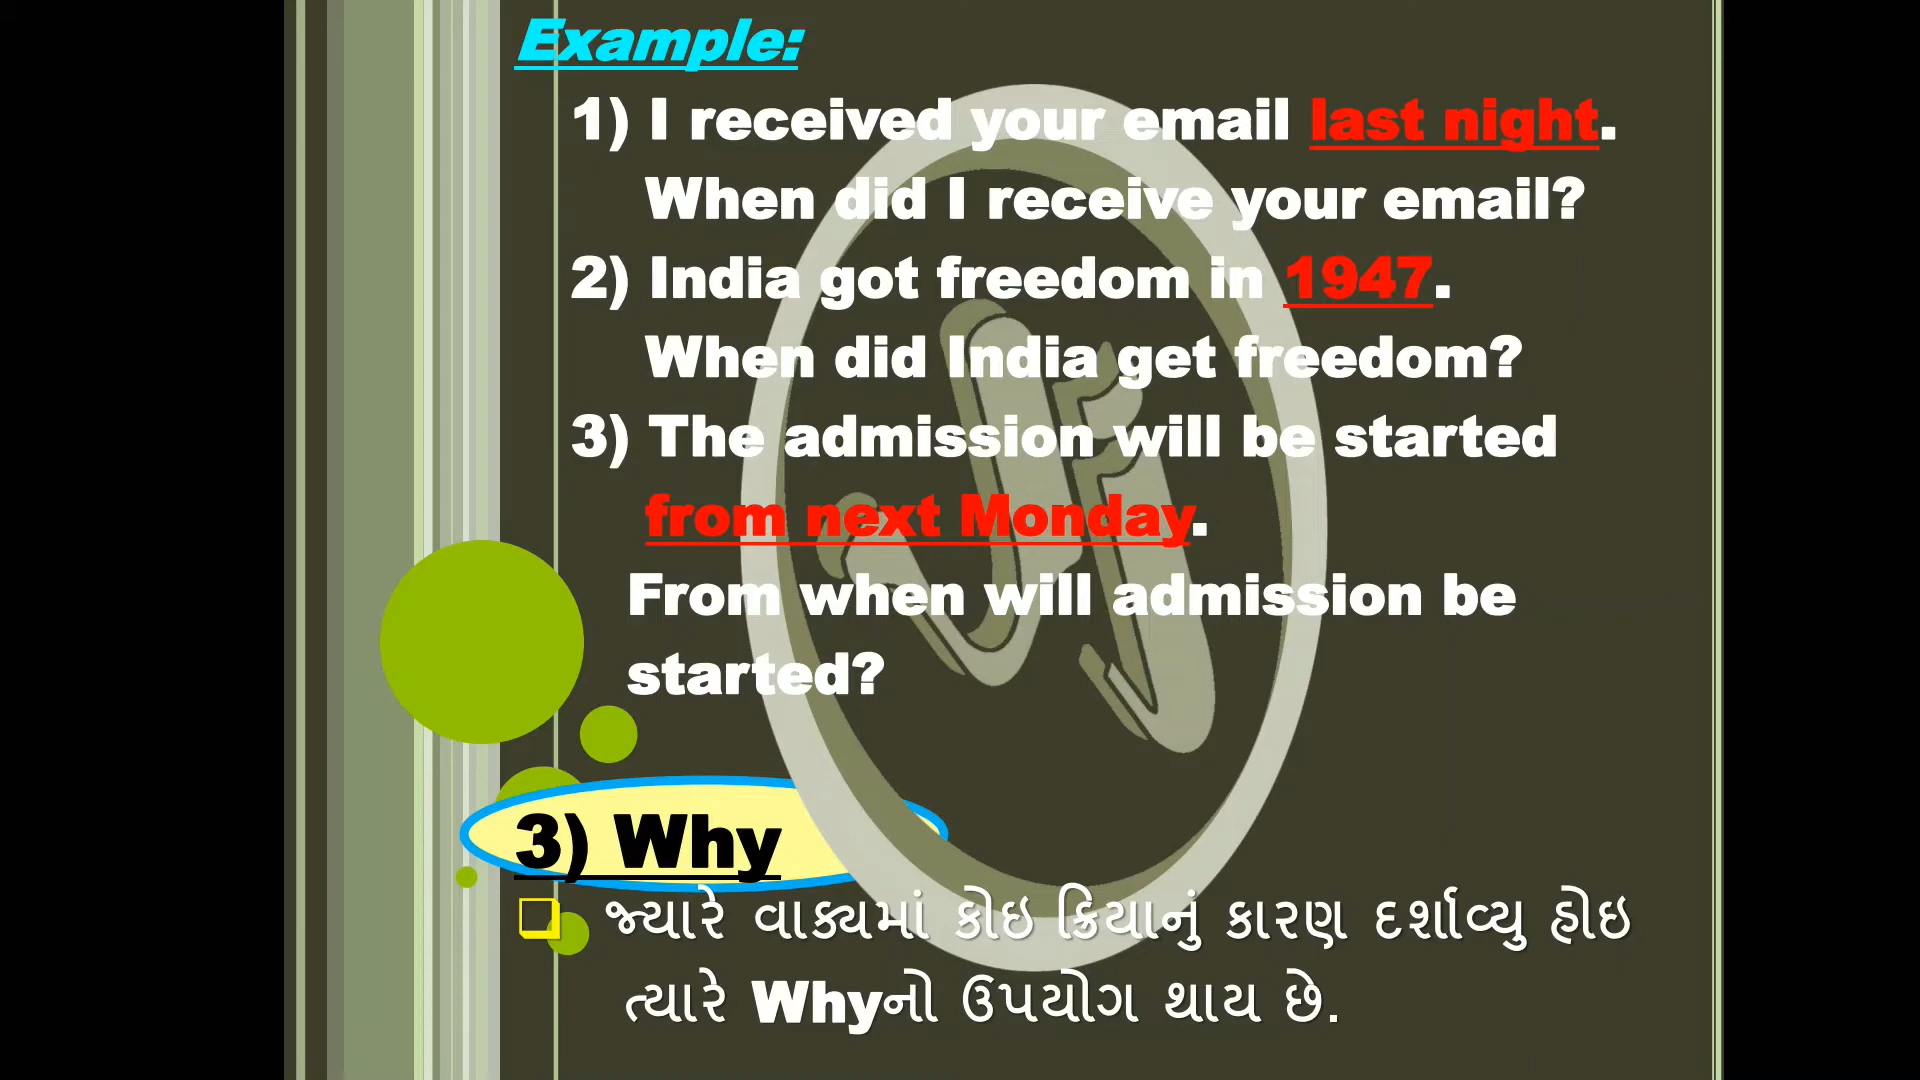 Example:
1) I received your email last night.
When did I receive your email?
2) India got freedom in 1947.
When did India get freedom?
3) The admission will be started
from next Monday.
From when will admission be
started?
3) Why
જ્યારે વાક્યમાં કોઇ ક્રિયાનું કારણ દર્શાવ્યુ હોઇ
ત્યારે Whyનો ઉપયોગ થાય છે.